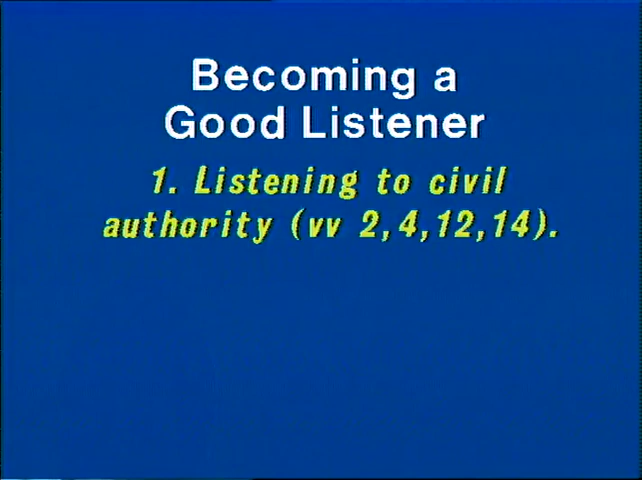 Becoming a
Good Listener
1. Listening to civil
authority (vv 2,4,12,14).